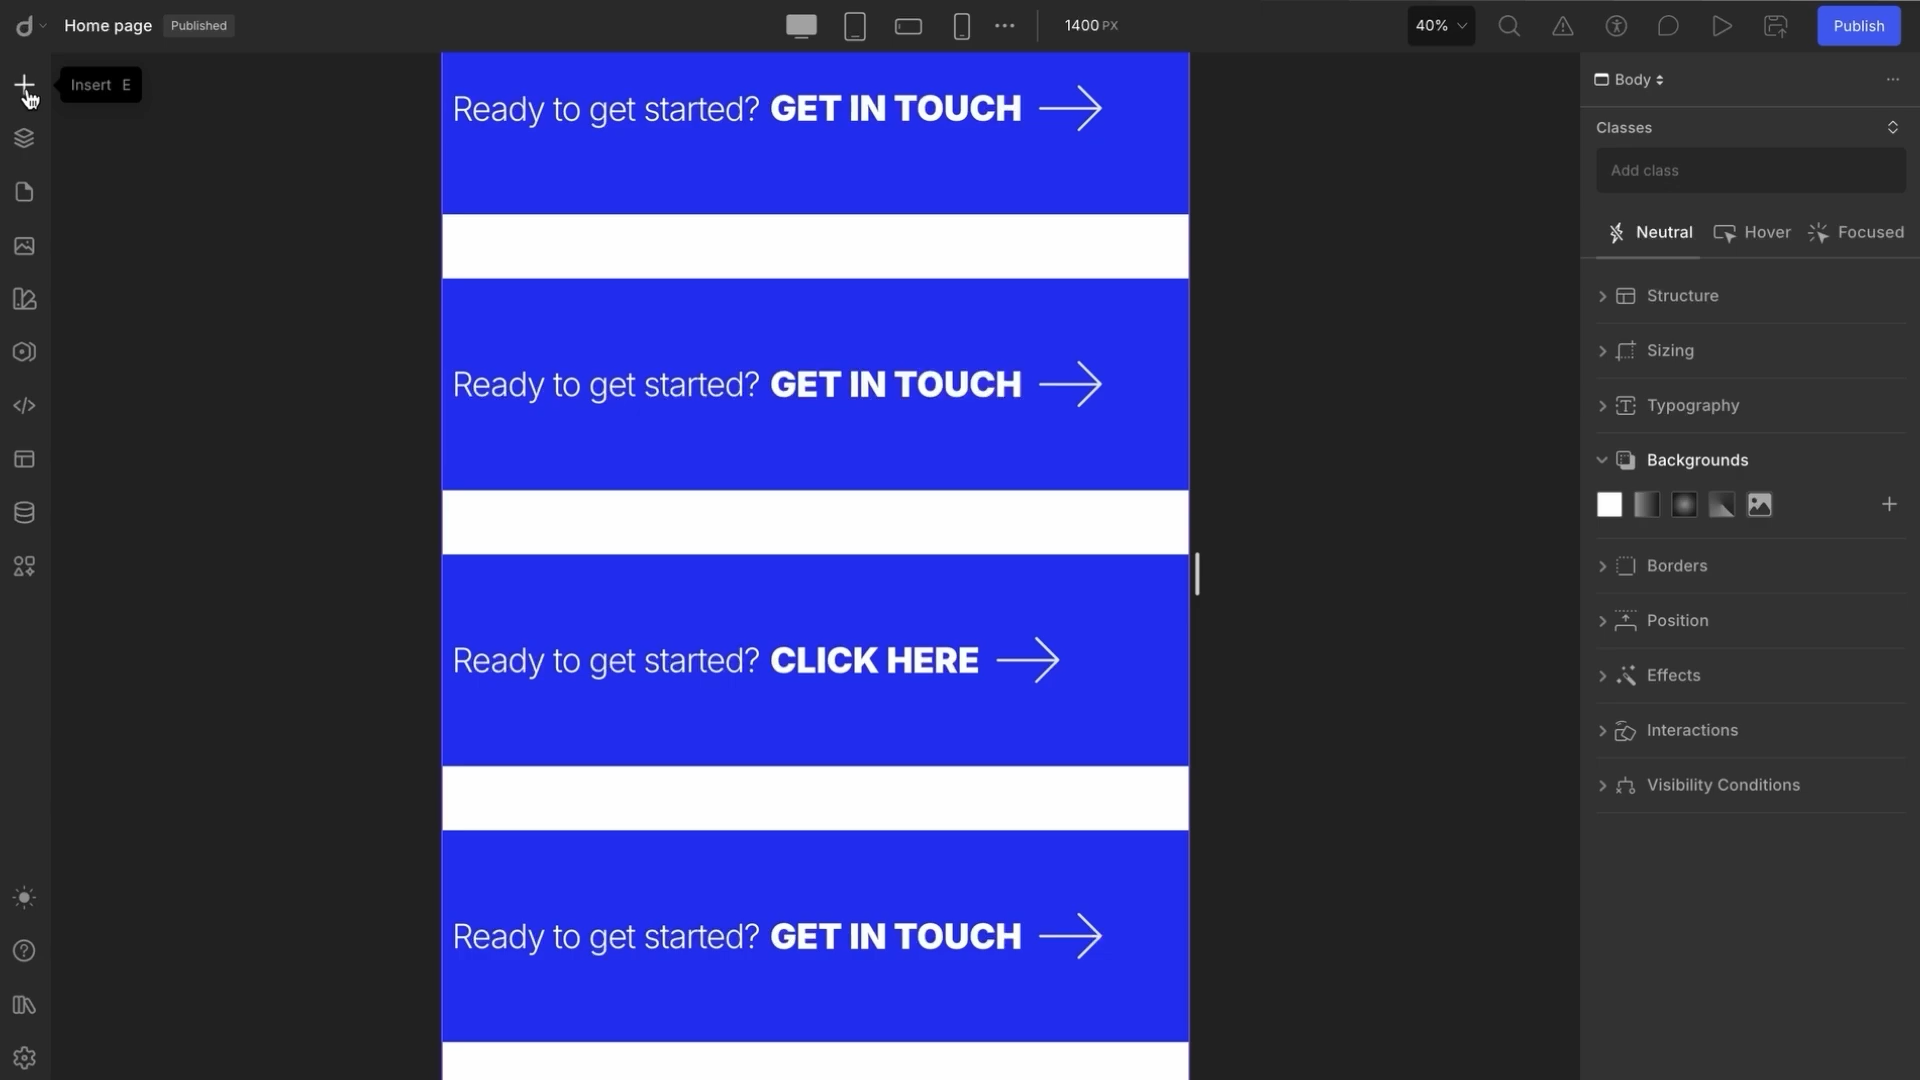 Home page Published 1400 PX 40% Publish
Insert E
Body
Classes
Add class
Neutral Hover Focused
Structure
Sizing
Typography
Backgrounds
Borders
Position
Effects
Interactions
Visibility Conditions
Ready to get started? GET IN TOUCH
Ready to get started? GET IN TOUCH
Ready to get started? CLICK HERE
Ready to get started? GET IN TOUCH